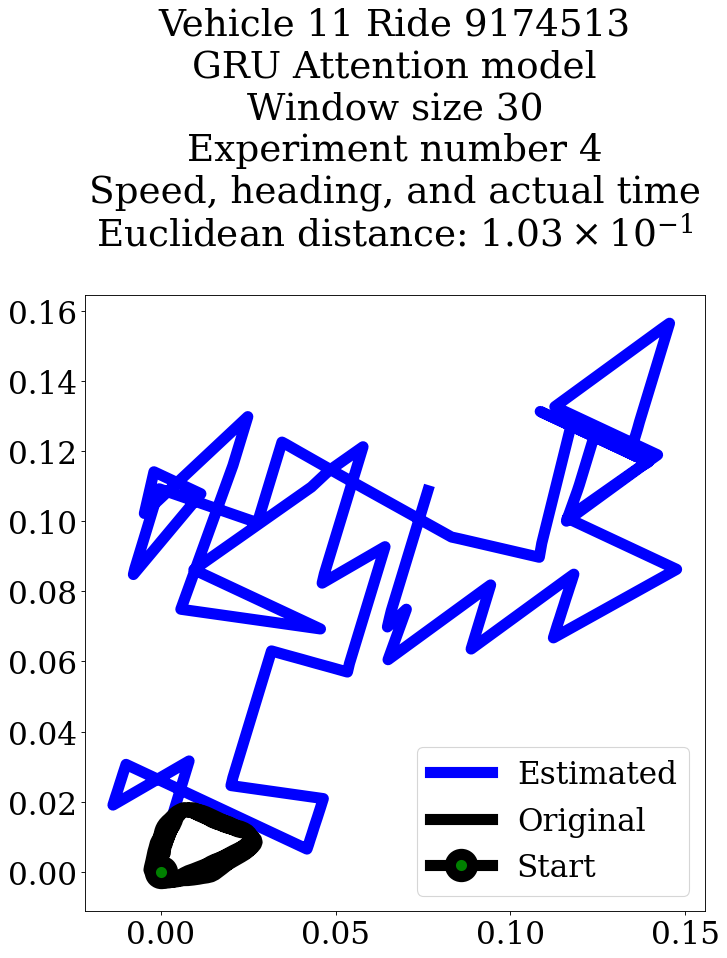 Vehicle 11 Ride 9174513
GRU Attention model
Window size 30
Experiment number 4
Speed, heading, and actual time
Euclidean distance: 1.03 × 10⁻¹
0.16
0.14
0.12
0.10
0.08
0.06
0.04
0.02
0.00
Estimated
Original
Start
0.00 0.05 0.10 0.15